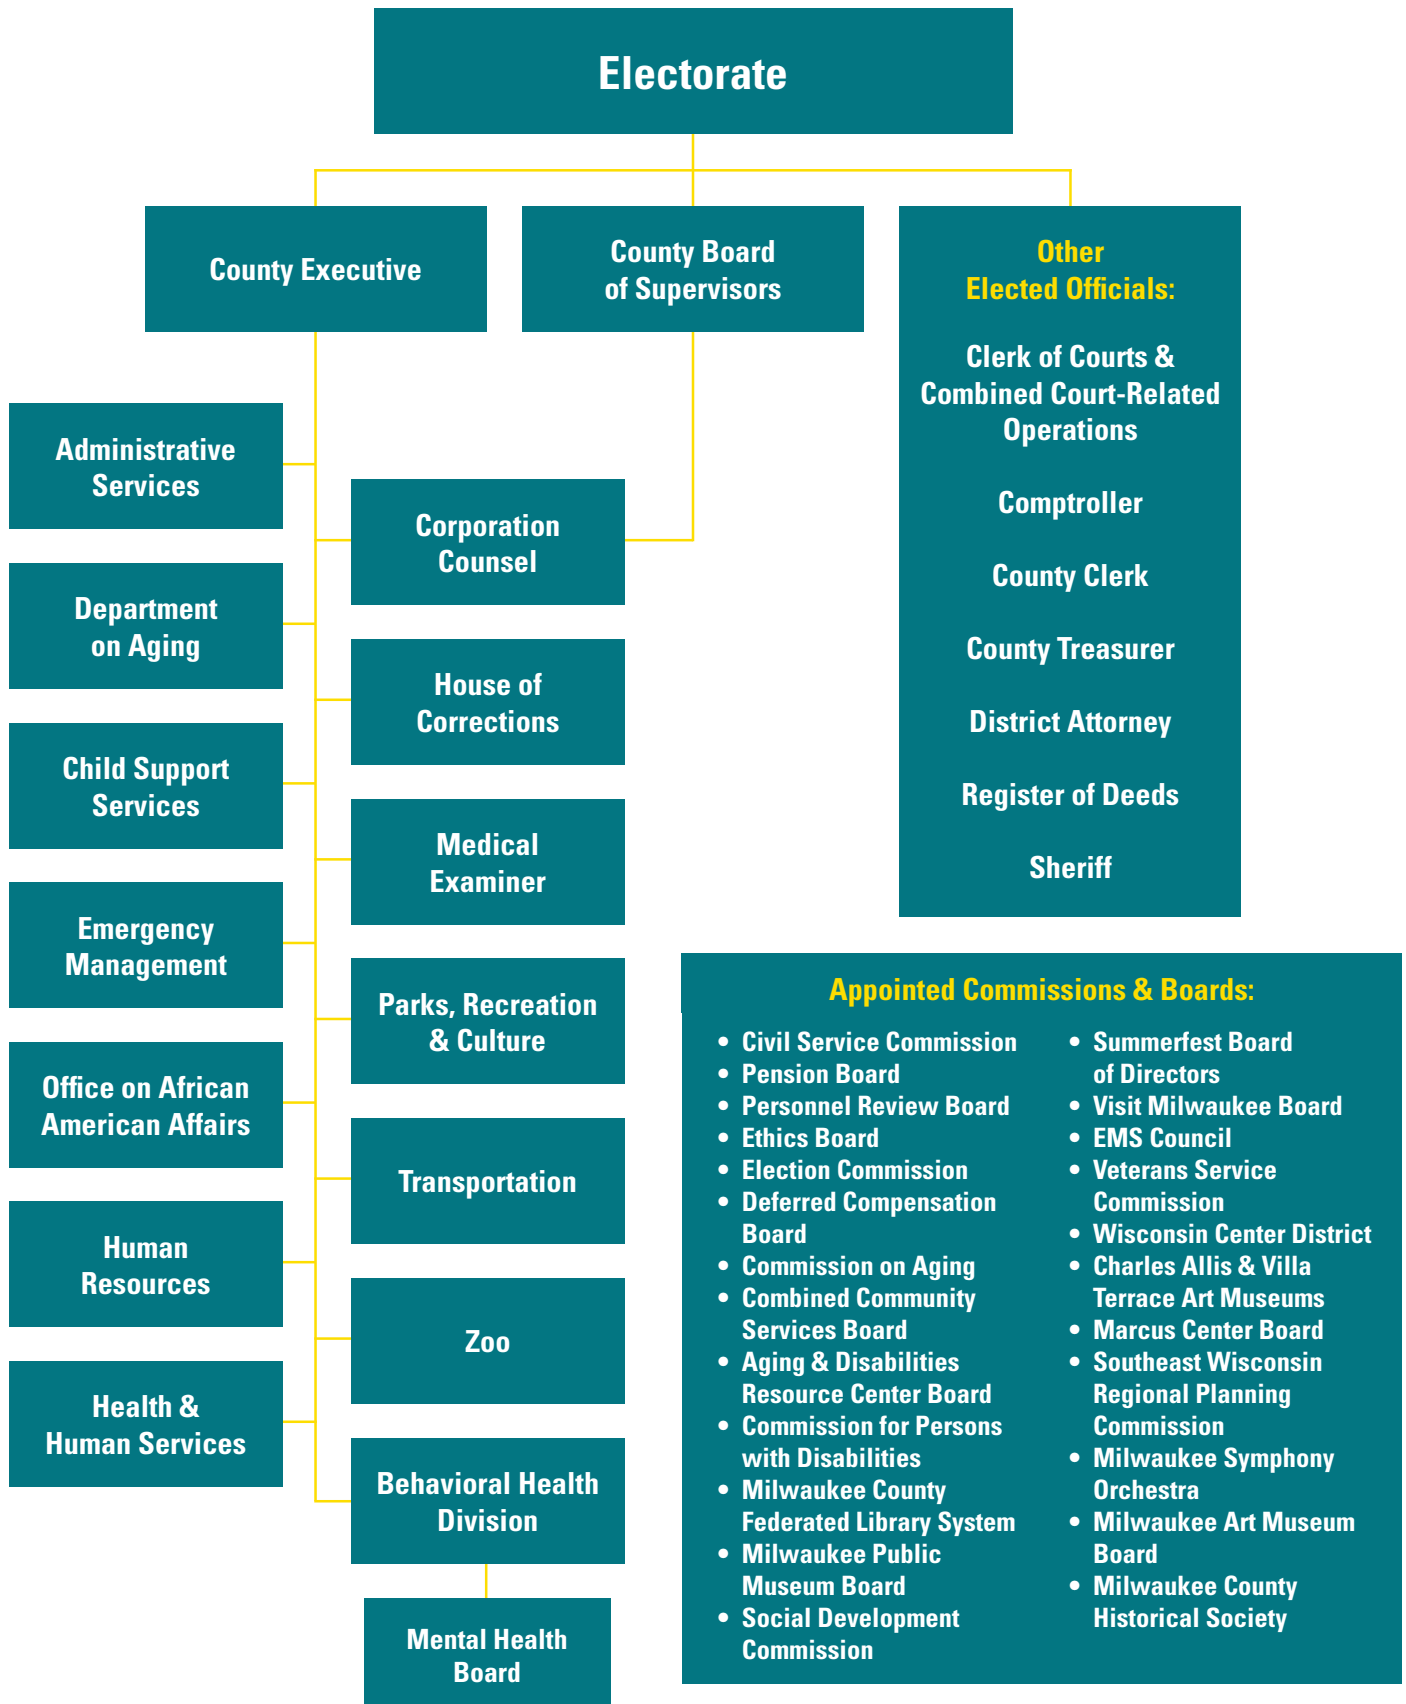 Electorate
County Executive
County Board
of Supervisors
Other
Elected Officials:
Clerk of Courts &
Combined Court-Related
Operations
Comptroller
County Clerk
County Treasurer
District Attorney
Register of Deeds
Sheriff
Administrative
Services
Department
on Aging
Child Support
Services
Emergency
Management
Office on African
American Affairs
Human
Resources
Health &
Human Services
Corporation
Counsel
House of
Corrections
Medical
Examiner
Parks, Recreation
& Culture
Transportation
Zoo
Behavioral Health
Division
Mental Health
Board
Appointed Commissions & Boards:
• Civil Service Commission
• Pension Board
• Personnel Review Board
• Ethics Board
• Election Commission
• Deferred Compensation
Board
• Commission on Aging
• Combined Community
Services Board
• Aging & Disabilities
Resource Center Board
• Commission for Persons
with Disabilities
• Milwaukee County
Federated Library System
• Milwaukee Public
Museum Board
• Social Development
Commission
• Summerfest Board
of Directors
• Visit Milwaukee Board
• EMS Council
• Veterans Service
Commission
• Wisconsin Center District
• Charles Allis & Villa
Terrace Art Museums
• Marcus Center Board
• Southeast Wisconsin
Regional Planning
Commission
• Milwaukee Symphony
Orchestra
• Milwaukee Art Museum
Board
• Milwaukee County
Historical Society